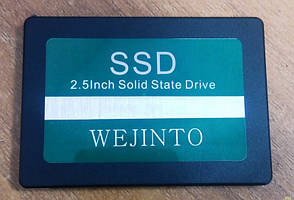 SSD
2.5Inch Solid State Drive
WEJINTO